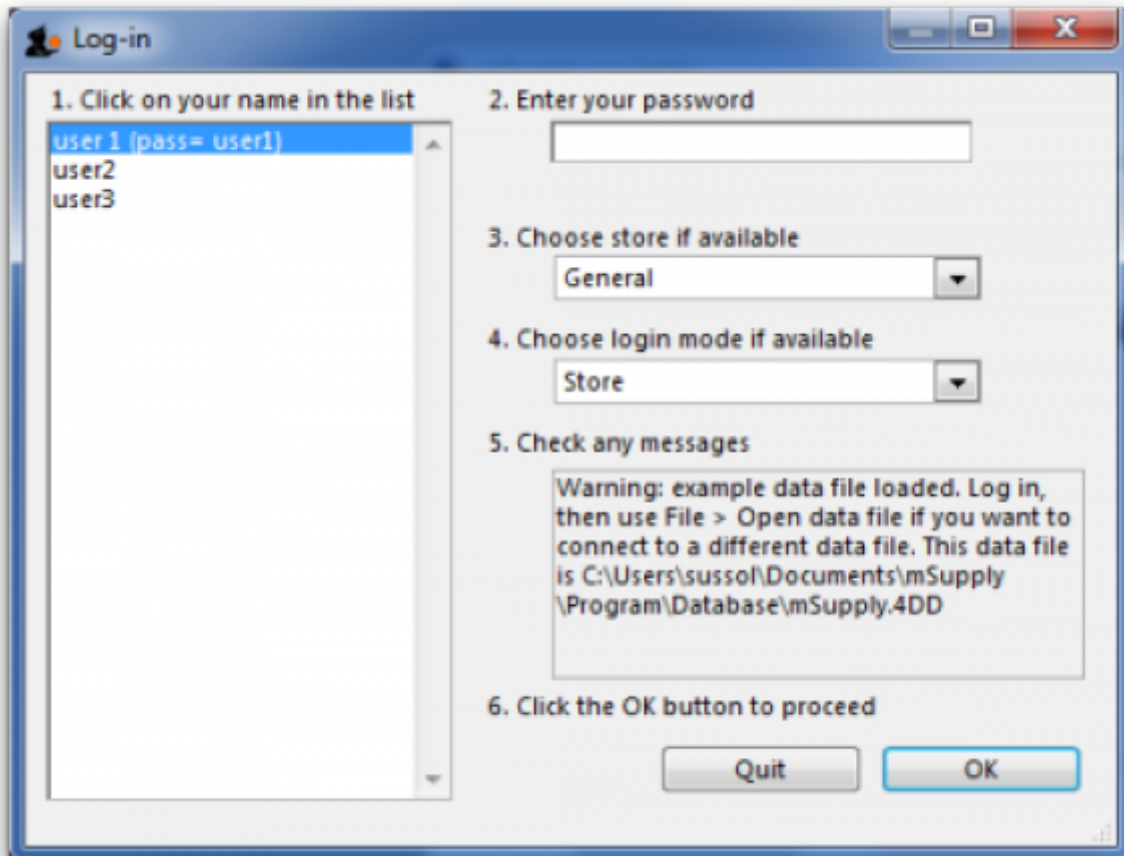 Log-in
1. Click on your name in the list
user 1 (pass= user1)
user2
user3
2. Enter your password
3. Choose store if available
General
4. Choose login mode if available
Store
5. Check any messages
Warning: example data file loaded. Log in,
then use File > Open data file if you want to
connect to a different data file. This data file
is C:\Users\sussol\Documents\mSupply
\Program\Database\mSupply.4DD
6. Click the OK button to proceed
Quit
OK